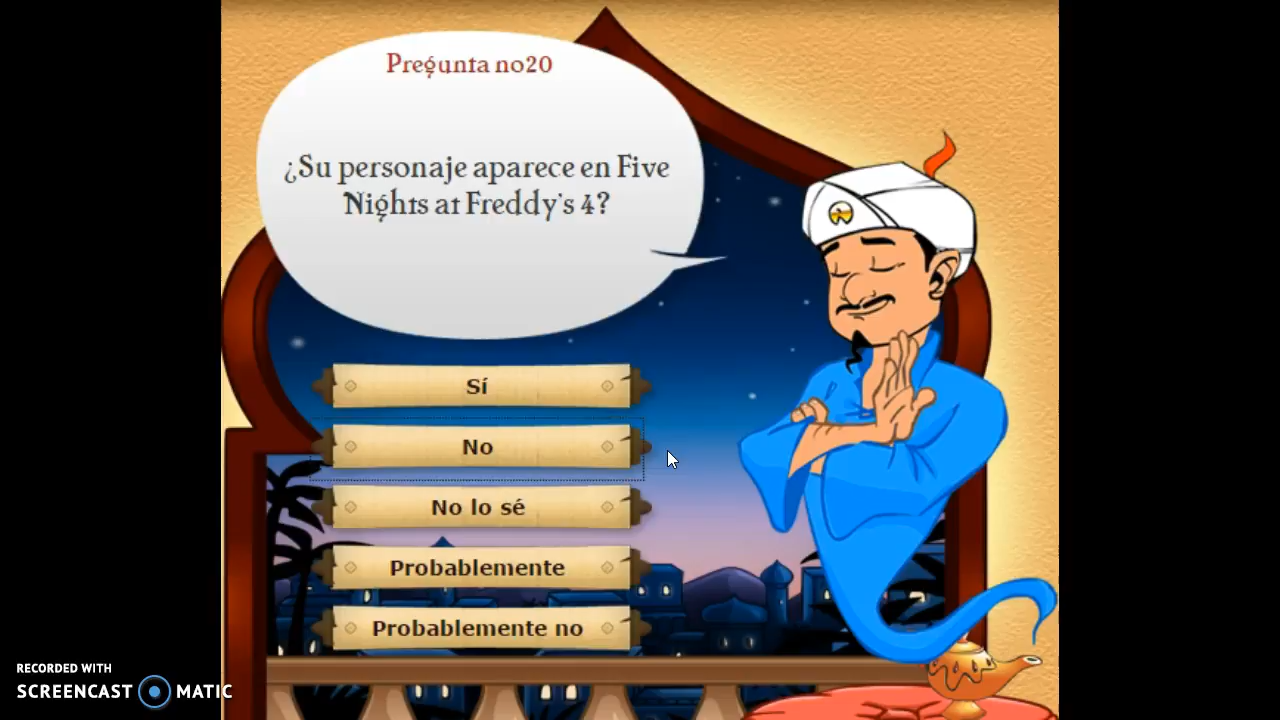 Pregunta no20
¿Su personaje aparece en Five
Nights at Freddy's 4?
Sí
No
No lo sé
Probablemente
Probablemente no
RECORDED WITH
SCREENCAST MATIC